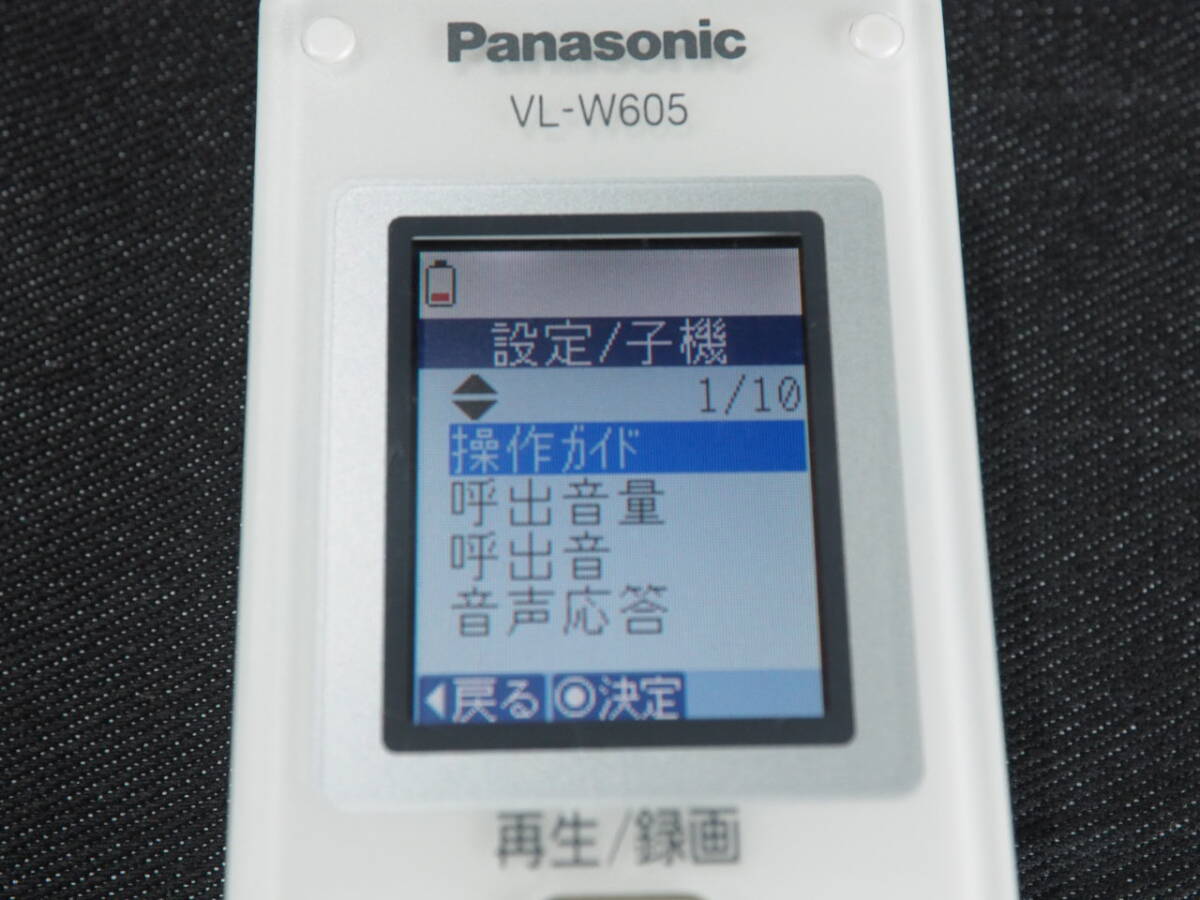 Panasonic
VL-W605
設定/子機
1/10
操作ｶﾞｲﾄﾞ
呼出音量
呼出音
音声応答
戻る 決定
再生/録画